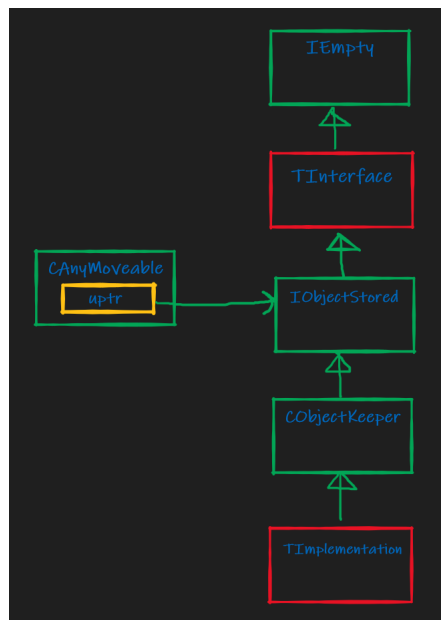 IEmpty
TInterface
CAnyMoveable
uptr
IObjectStored
CObjectKeeper
TImplementation